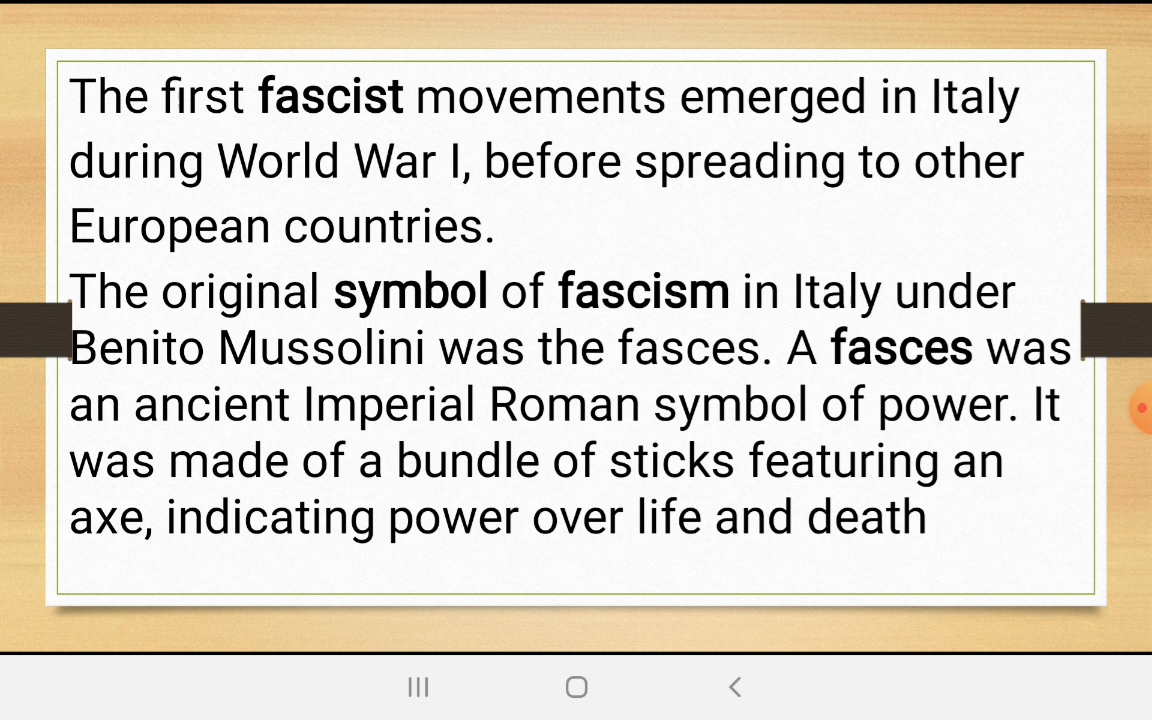 The first fascist movements emerged in Italy
during World War I, before spreading to other
European countries.
The original symbol of fascism in Italy under
Benito Mussolini was the fasces. A fasces was
an ancient Imperial Roman symbol of power. It
was made of a bundle of sticks featuring an
axe, indicating power over life and death